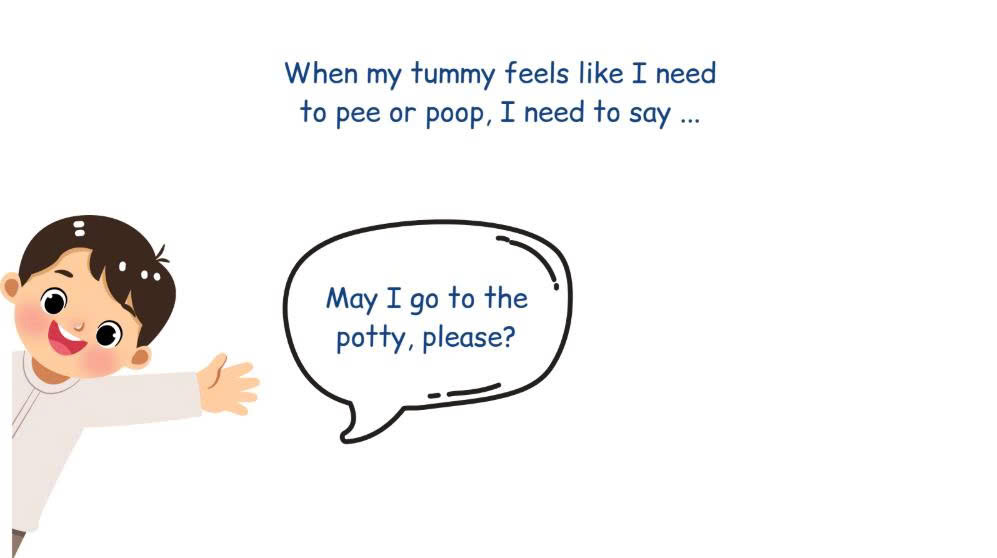 When my tummy feels like I need
to pee or poop, I need to say ...
May I go to the
potty, please?